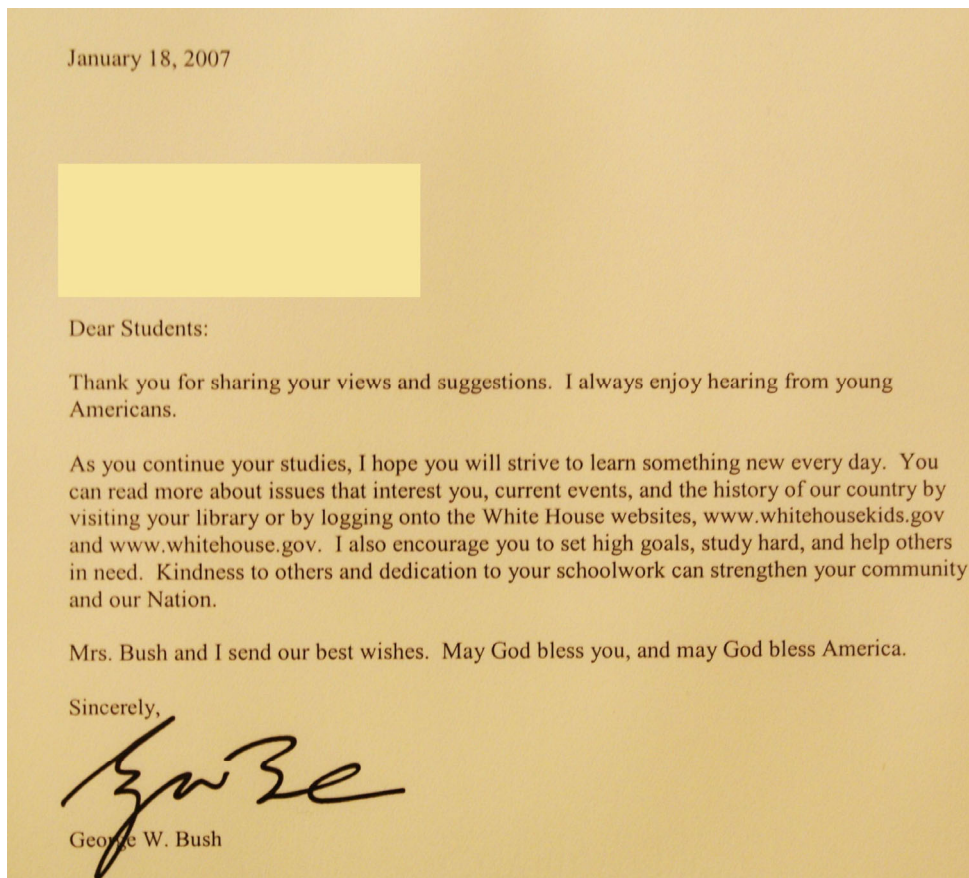 January 18, 2007
Dear Students:
Thank you for sharing your views and suggestions. I always enjoy hearing from young
Americans.
As you continue your studies, I hope you will strive to learn something new every day. You
can read more about issues that interest you, current events, and the history of our country by
visiting your library or by logging onto the White House websites, www.whitehousekids.gov
and www.whitehouse.gov. I also encourage you to set high goals, study hard, and help others
in need. Kindness to others and dedication to your schoolwork can strengthen your community
and our Nation.
Mrs. Bush and I send our best wishes. May God bless you, and may God bless America.
Sincerely,
George W. Bush